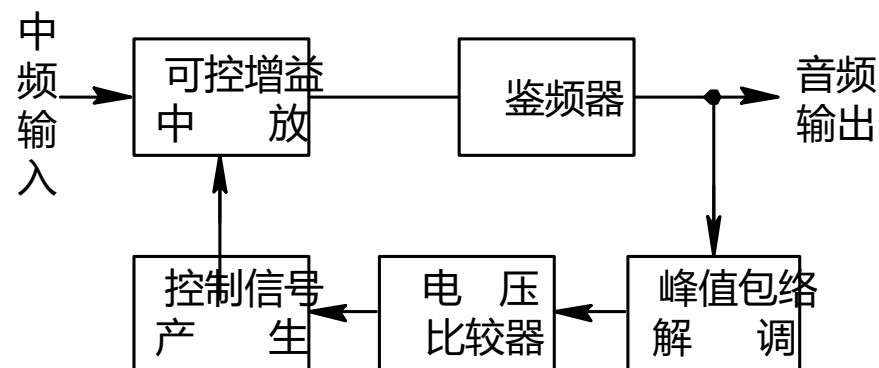 中
频
输
入
可控增益
中 放
鉴频器
音频
输出
控制信号
产 生
电 压
比较器
峰值包络
解 调